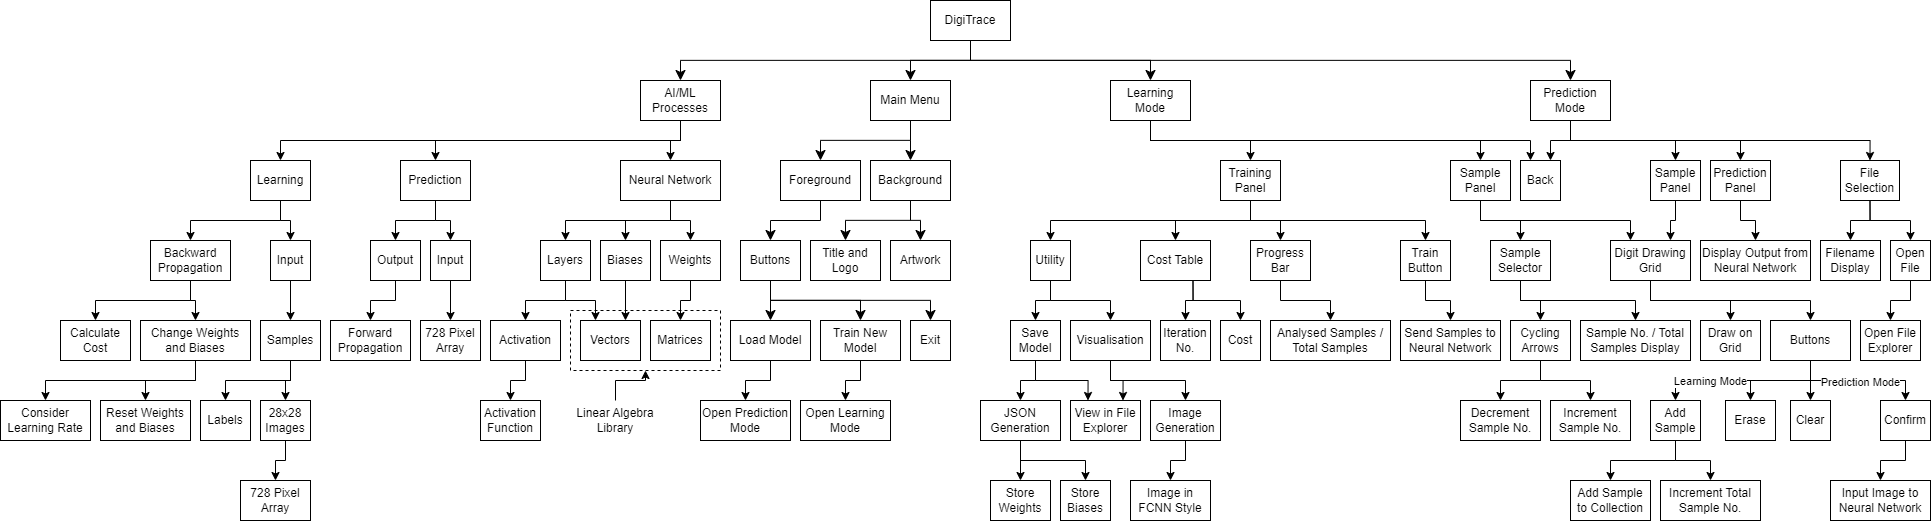 DigiTrace
AI/ML
Processes
Main Menu
Learning
Mode
Prediction
Mode
Learning
Prediction
Neural Network
Foreground
Background
Training
Panel
Sample
Panel
Back
Sample
Panel
Prediction
Panel
File
Selection
Backward
Propagation
Input
Output
Input
Layers
Biases
Weights
Buttons
Title and
Logo
Artwork
Utility
Cost Table
Progress
Bar
Train
Button
Sample
Selector
Digit Drawing
Grid
Display Output from
Neural Network
Filename
Display
Open
File
Calculate
Cost
Change Weights
and Biases
Samples
Forward
Propagation
728 Pixel
Array
Activation
Vectors
Matrices
Load Model
Train New
Model
Exit
Save
Model
Visualisation
Iteration
No.
Cost
Analysed Samples /
Total Samples
Send Samples to
Neural Network
Cycling
Arrows
Sample No. / Total
Samples Display
Draw on
Grid
Buttons
Open File
Explorer
Learning Mode
Prediction Mode
Consider
Learning Rate
Reset Weights
and Biases
Labels
28x28
Images
Activation
Function
Linear Algebra
Library
Open Prediction
Mode
Open Learning
Mode
JSON
Generation
View in File
Explorer
Image
Generation
Decrement
Sample No.
Increment
Sample No.
Add
Sample
Erase
Clear
Confirm
728 Pixel
Array
Store
Weights
Store
Biases
Image in
FCNN Style
Add Sample
to Collection
Increment Total
Sample No.
Input Image to
Neural Network